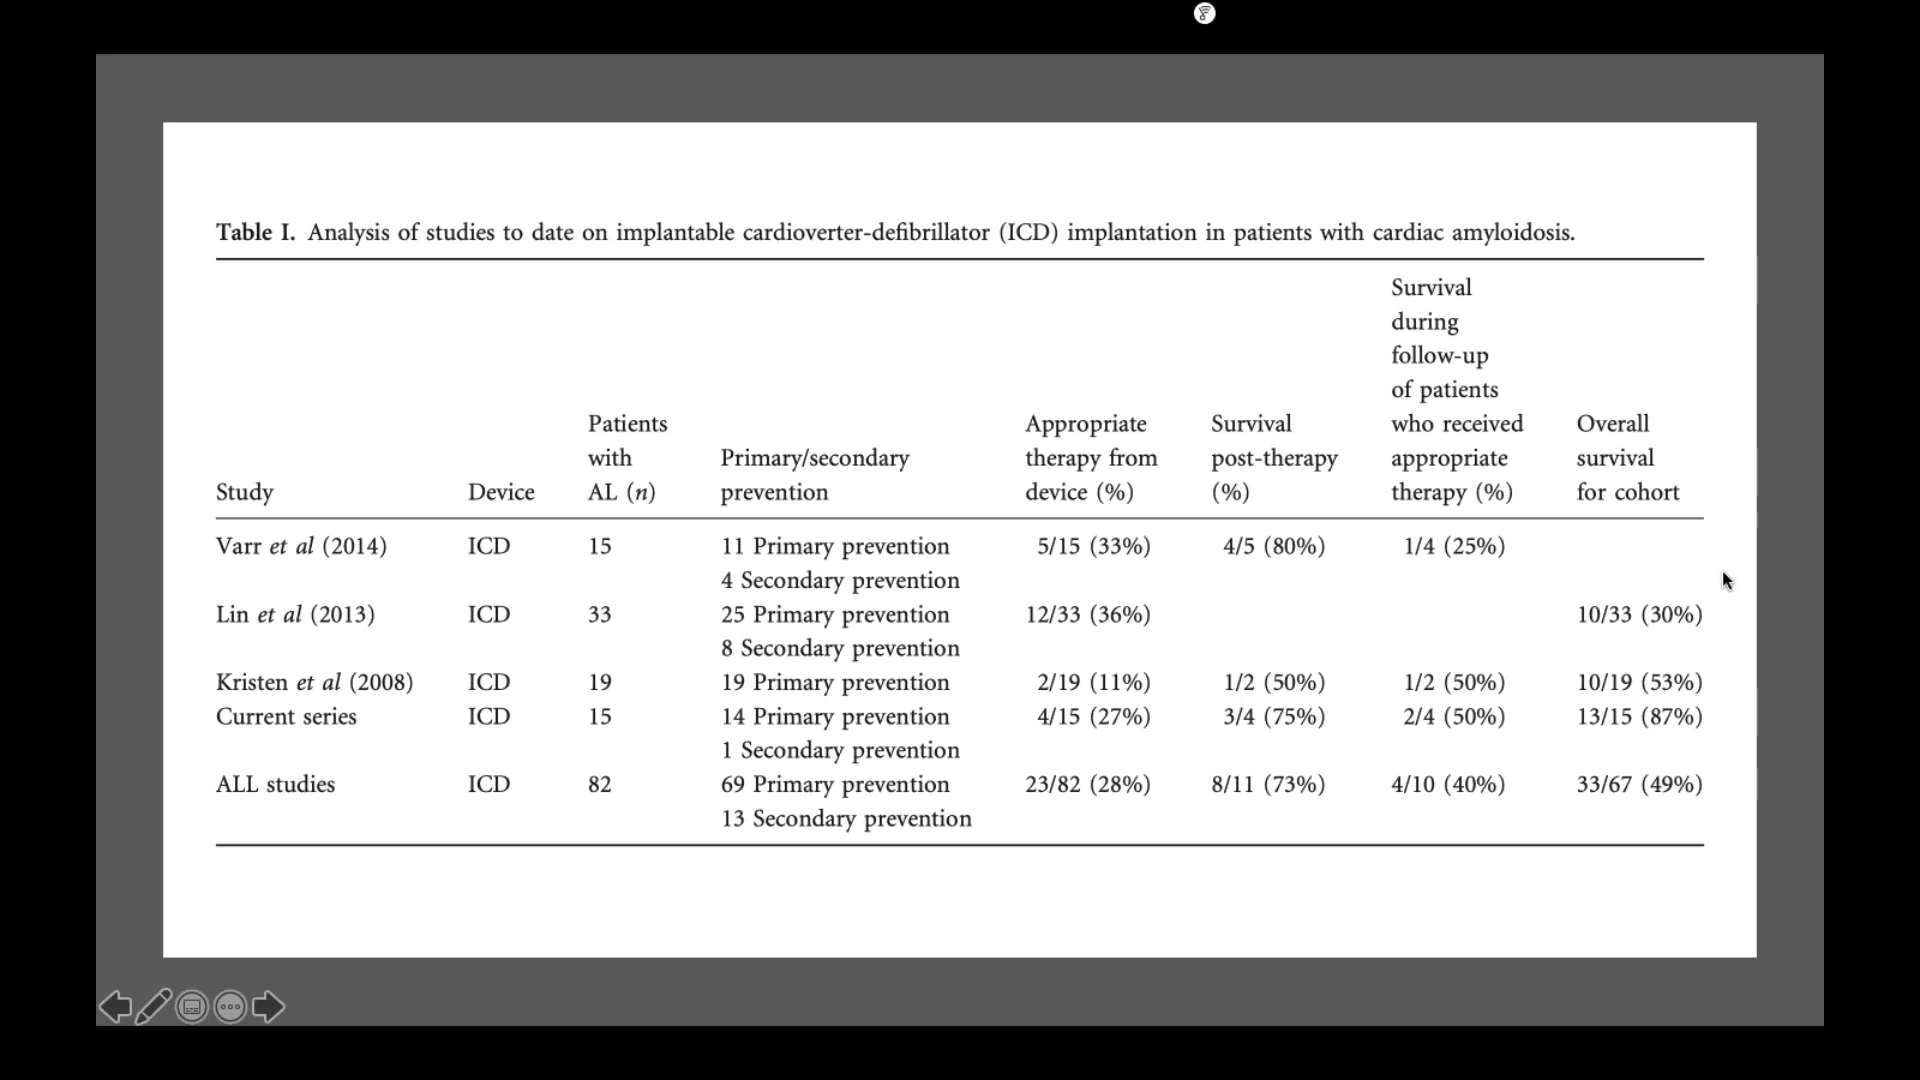 Table I. Analysis of studies to date on implantable cardioverter-defibrillator (ICD) implantation in patients with cardiac amyloidosis.
Study
Device
Patients
with
AL (n)
Primary/secondary
prevention
Appropriate
therapy from
device (%)
Survival
post-therapy
(%)
Survival
during
follow-up
of patients
who received
appropriate
therapy (%)
Overall
survival
for cohort
Varr et al (2014) ICD 15 11 Primary prevention 5/15 (33%) 4/5 (80%) 1/4 (25%)
4 Secondary prevention
Lin et al (2013) ICD 33 25 Primary prevention 12/33 (36%) 10/33 (30%)
8 Secondary prevention
Kristen et al (2008) ICD 19 19 Primary prevention 2/19 (11%) 1/2 (50%) 1/2 (50%) 10/19 (53%)
Current series ICD 15 14 Primary prevention 4/15 (27%) 3/4 (75%) 2/4 (50%) 13/15 (87%)
1 Secondary prevention
ALL studies ICD 82 69 Primary prevention 23/82 (28%) 8/11 (73%) 4/10 (40%) 33/67 (49%)
13 Secondary prevention